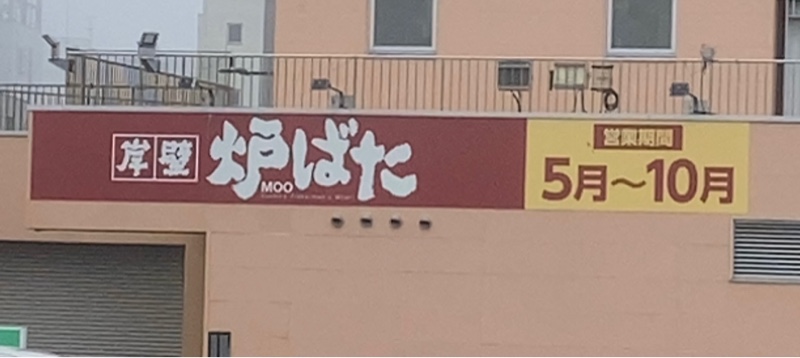 岸壁 炉ばた
MOO
営業期間
5月～10月